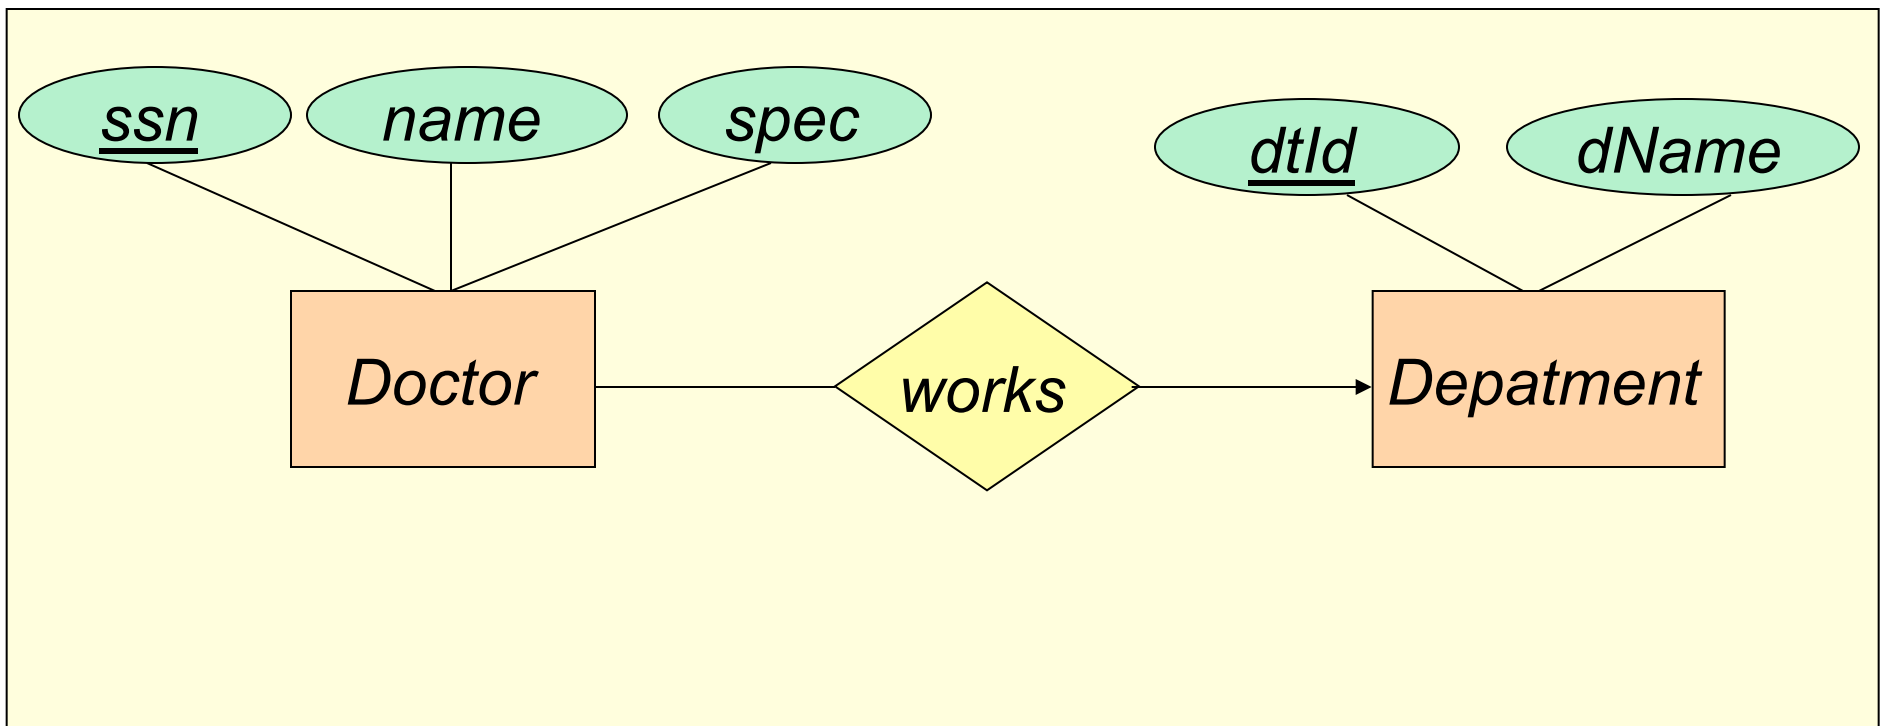 ssn
name
spec
dtId
dName
Doctor
works
Depatment